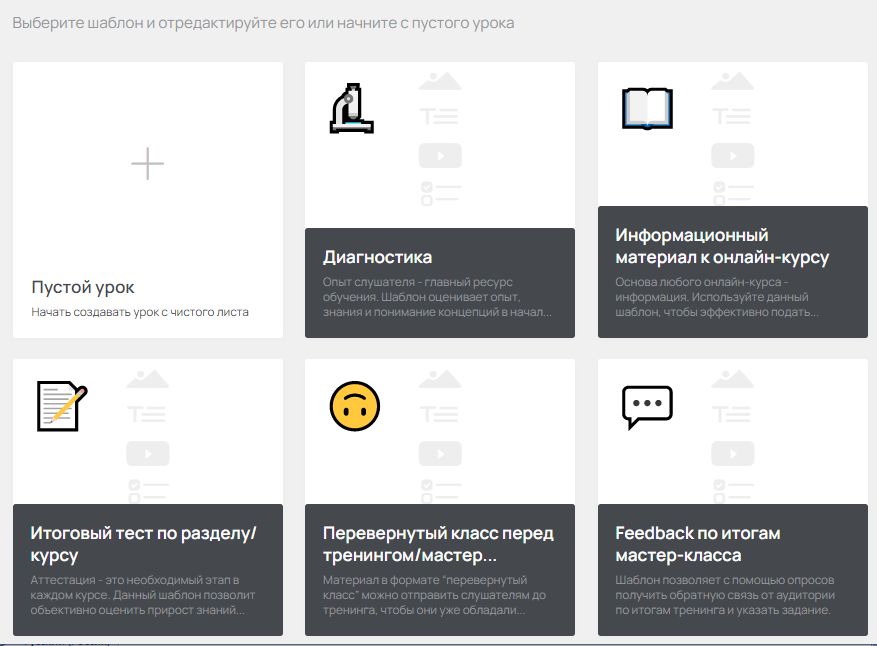 Выберите шаблон и отредактируйте его или начните с пустого урока
Пустой урок
Начать создавать урок с чистого листа
Диагностика
Опыт слушателя - главный ресурс
обучения. Шаблон оценивает опыт,
знания и понимание концепций в начал...
Информационный
материал к онлайн-курсу
Основа любого онлайн-курса -
информация. Используйте данный
шаблон, чтобы эффективно подать...
Итоговый тест по разделу/
курсу
Аттестация - это необходимый этап в
каждом курсе. Данный шаблон позволит
объективно оценить прирост знаний...
Перевернутый класс перед
тренингом/мастер...
Материал в формате "перевернутый
класс" можно отправить слушателям до
тренинга, чтобы они уже обладали...
Feedback по итогам
мастер-класса
Шаблон позволяет с помощью опросов
получить обратную связь от аудитории
по итогам тренинга и указать задание.